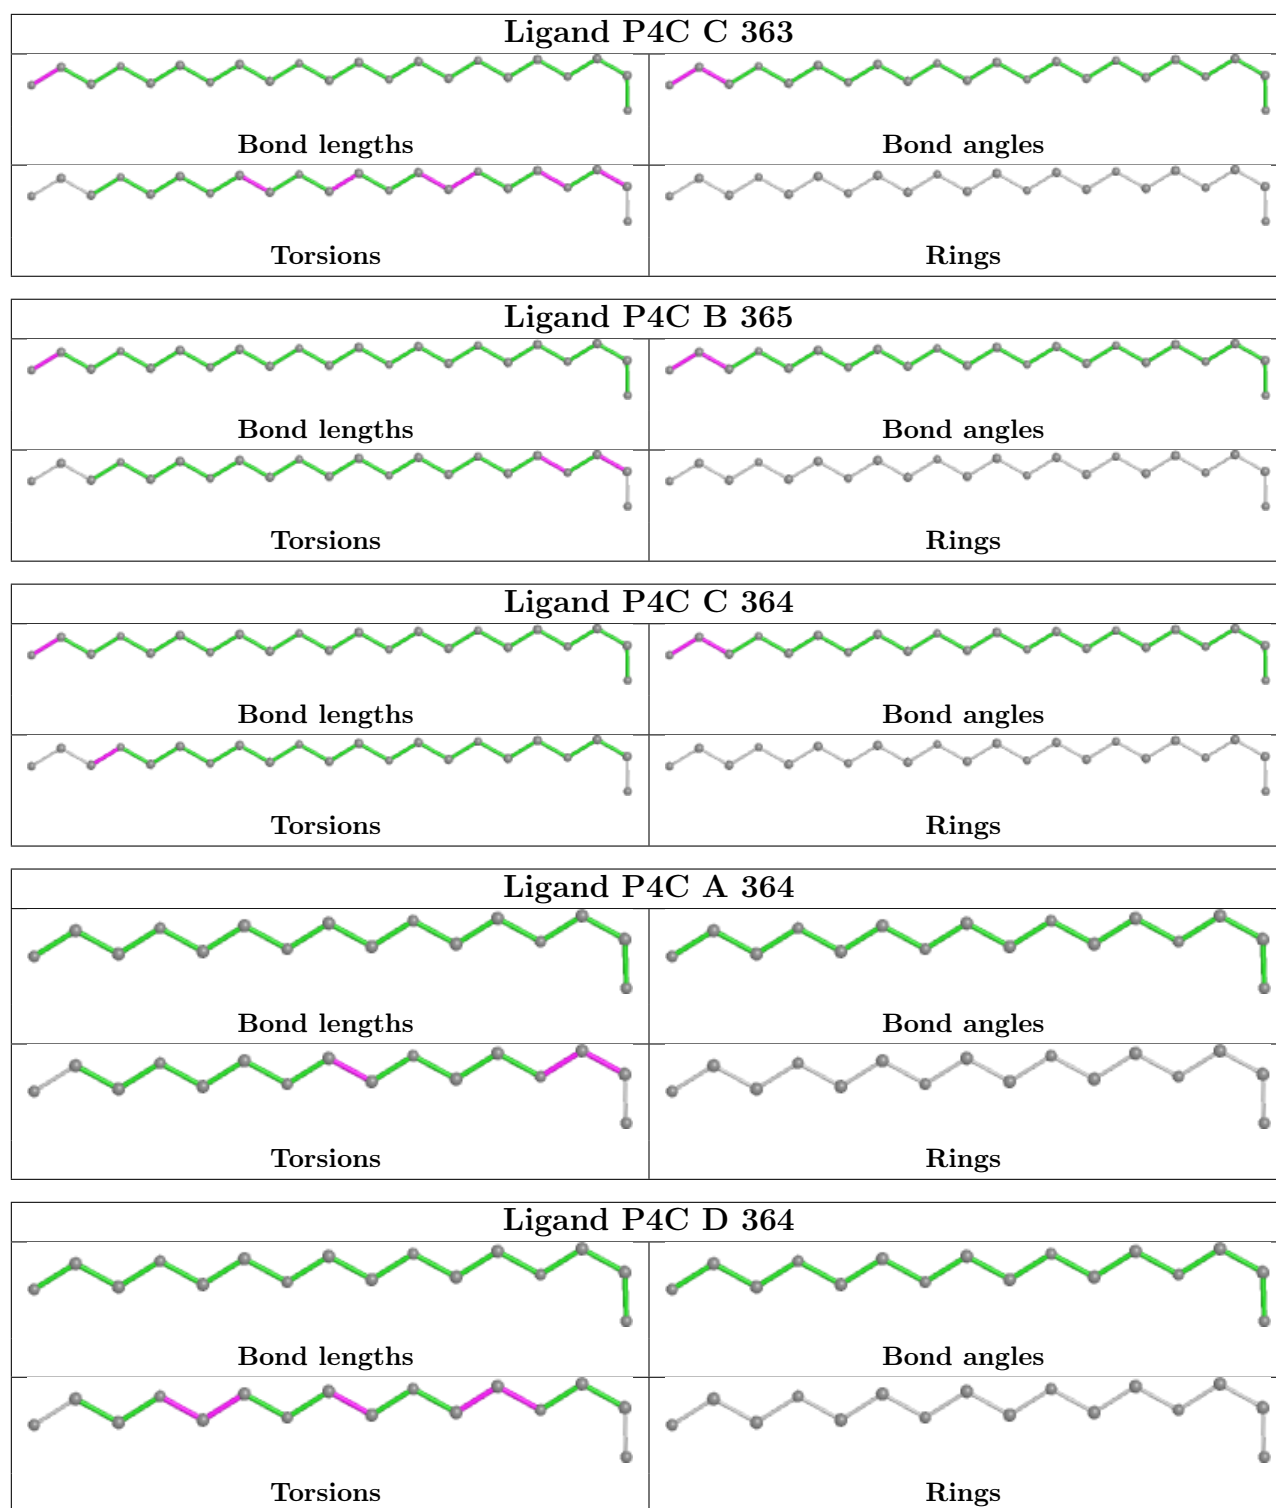 Ligand P4C C 363
Bond lengths
Bond angles
Torsions
Rings
Ligand P4C B 365
Bond lengths
Bond angles
Torsions
Rings
Ligand P4C C 364
Bond lengths
Bond angles
Torsions
Rings
Ligand P4C A 364
Bond lengths
Bond angles
Torsions
Rings
Ligand P4C D 364
Bond lengths
Bond angles
Torsions
Rings